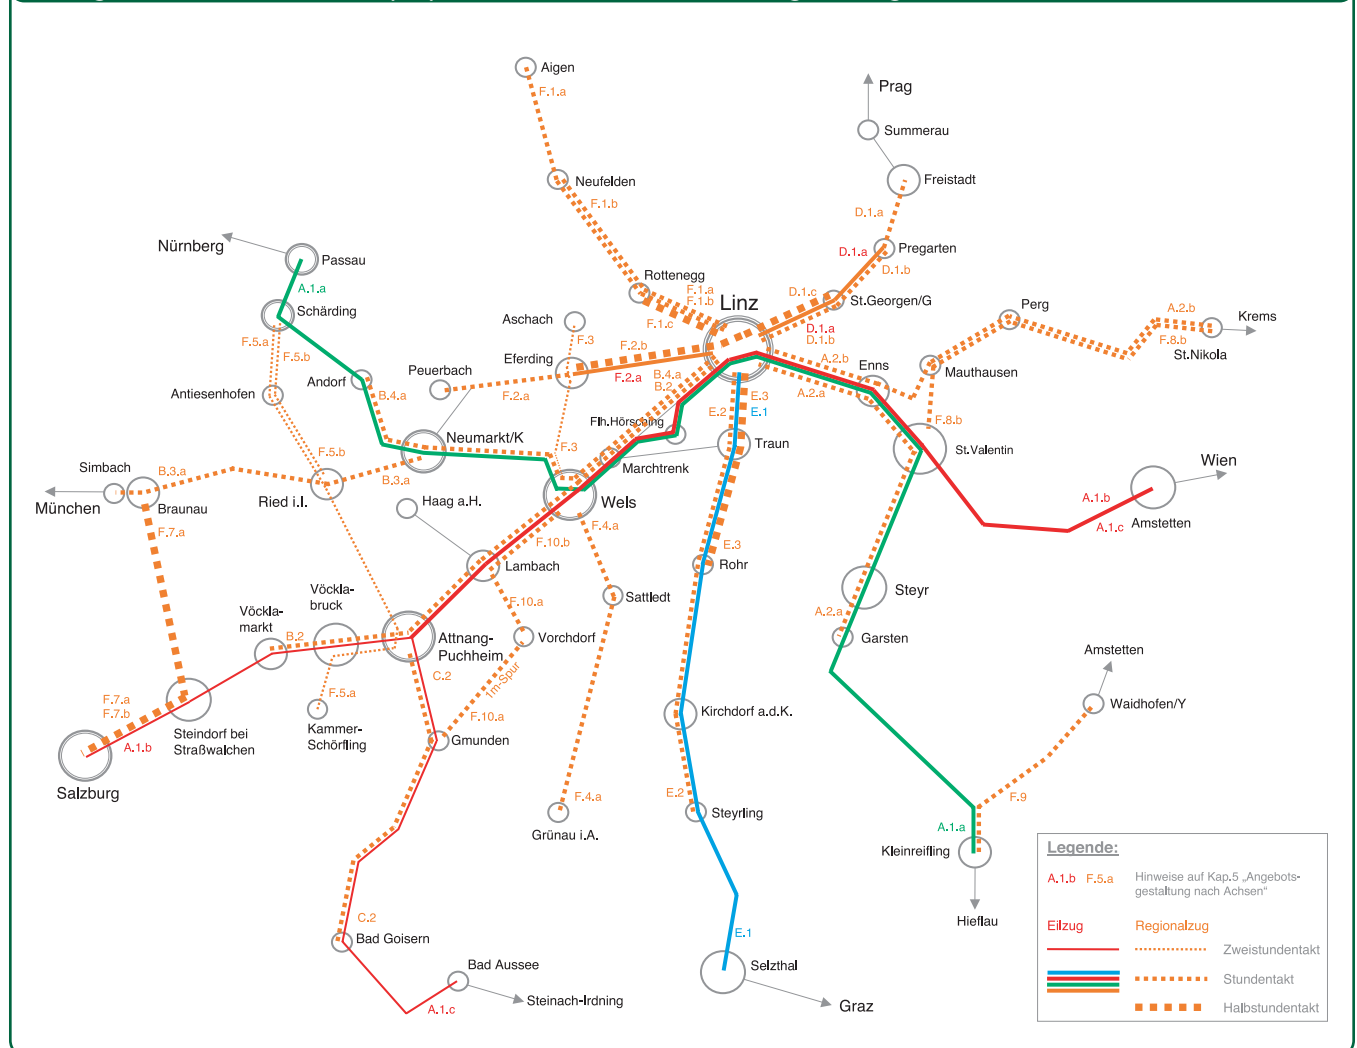 Aigen
F.1.a
Prag
Summerau
Neufelden
Freistadt
F.1.b
D.1.a
Nürnberg
Passau
D.1.a
Pregarten
D.1.b
Rottenegg
A.1.a
F.1.a
F.1.b
D.1.c
St.Georgen/G
Perg
A.2.b
Krems
Schärding
Linz
Aschach
F.1.c
F.3
D.1.a
D.1.b
F.8.b
St.Nikola
F.5.a
F.5.b
Eferding
F.2.b
A.2.b
Enns
Mauthausen
Peuerbach
F.2.a
F.2.a
B.4.a
B.2
Andorf
Antiesenhofen
B.4.a
E.3
E.1
E.2
A.2.a
F.8.b
Flh.Hörsching
Neumarkt/K
F.3
Traun
St.Valentin
F.5.b
Marchtrenk
Simbach
B.3.a
B.3.a
Wien
München
Braunau
Ried i.I.
Haag a.H.
Wels
A.1.b
Amstetten
A.1.c
F.7.a
F.4.a
F.10.b
E.3
Lambach
Rohr
Vöckla-
bruck
F.10.a
Sattledt
Steyr
Vöckla-
markt
A.2.a
B.2
Attnang-
Puchheim
Vorchdorf
Garsten
Amstetten
C.2
1m-Spur
F.7.a
F.7.b
F.5.a
Waidhofen/Y
F.10.a
Kirchdorf a.d.K.
Steindorf bei
Straßwalchen
A.1.b
Kammer-
Schörfling
Gmunden
Salzburg
F.4.a
E.2
F.9
Grünau i.A.
Steyrling
A.1.a
Kleinreifling
Legende:
A.1.b F.5.a
Hinweise auf Kap.5 „Angebots-
gestaltung nach Achsen“
C.2
Hieflau
Eilzug
Regionalzug
Bad Goisern
E.1
Zweistundentakt
Bad Aussee
Selzthal
Stundentakt
Steinach-Irdning
A.1.c
Graz
Halbstundentakt